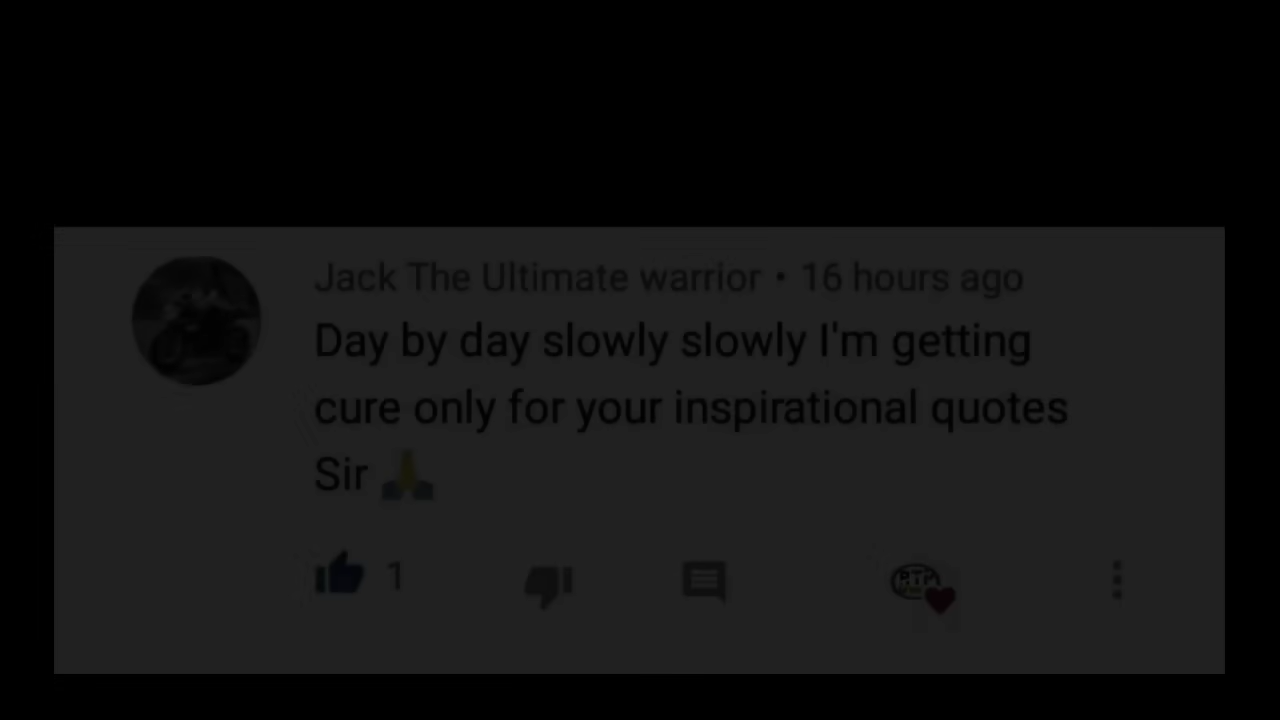 Jack The Ultimate warrior • 16 hours ago
Day by day slowly slowly I'm getting
cure only for your inspirational quotes
Sir 🙏
1
RTP